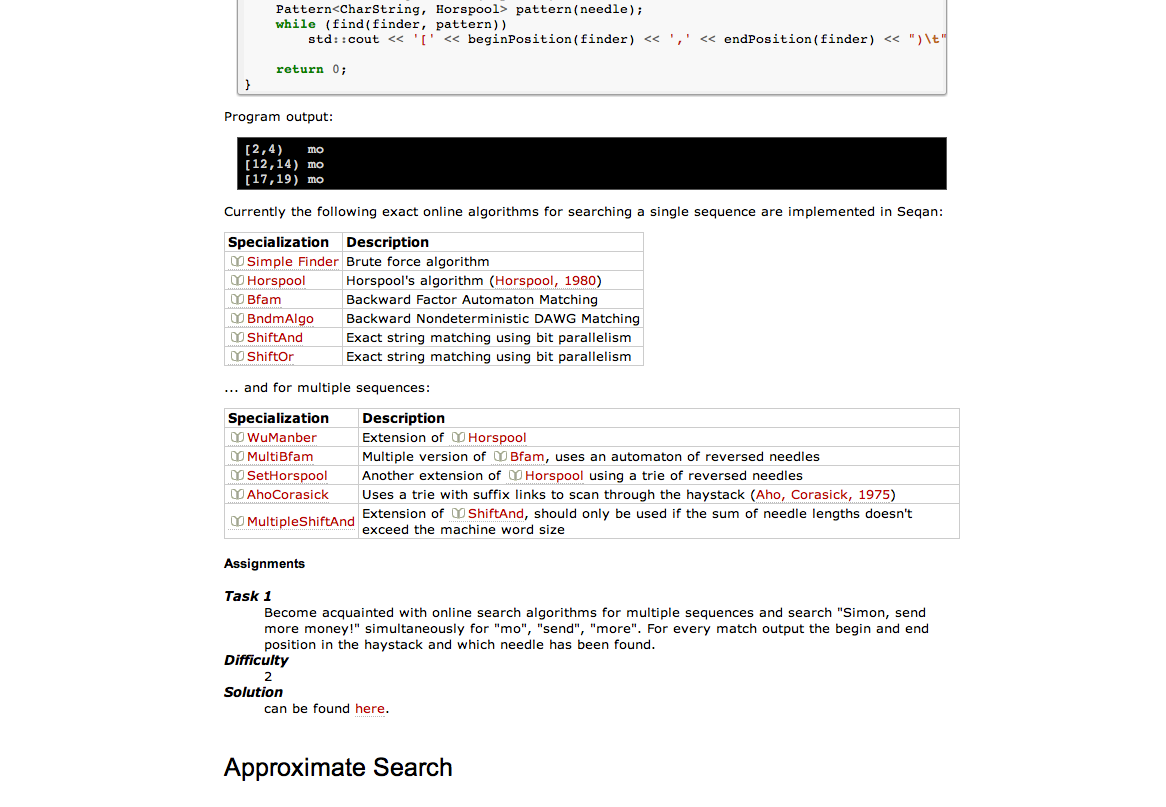 Pattern<CharString, Horspool> pattern(needle);
while (find(finder, pattern))
std::cout << '[' << beginPosition(finder) << ',' << endPosition(finder) << ")\t"
return 0;
}
Program output:
[2,4) mo
[12,14) mo
[17,19) mo
Currently the following exact online algorithms for searching a single sequence are implemented in Seqan:
Specialization Description
Simple Finder Brute force algorithm
Horspool Horspool's algorithm (Horspool, 1980)
Bfam Backward Factor Automaton Matching
BndmAlgo Backward Nondeterministic DAWG Matching
ShiftAnd Exact string matching using bit parallelism
ShiftOr Exact string matching using bit parallelism
... and for multiple sequences:
Specialization Description
WuManber Extension of Horspool
MultiBfam Multiple version of Bfam, uses an automaton of reversed needles
SetHorspool Another extension of Horspool using a trie of reversed needles
AhoCorasick Uses a trie with suffix links to scan through the haystack (Aho, Corasick, 1975)
MultipleShiftAnd Extension of ShiftAnd, should only be used if the sum of needle lengths doesn't
exceed the machine word size
Assignments
Task 1
Become acquainted with online search algorithms for multiple sequences and search "Simon, send
more money!" simultaneously for "mo", "send", "more". For every match output the begin and end
position in the haystack and which needle has been found.
Difficulty
2
Solution
can be found here.
Approximate Search